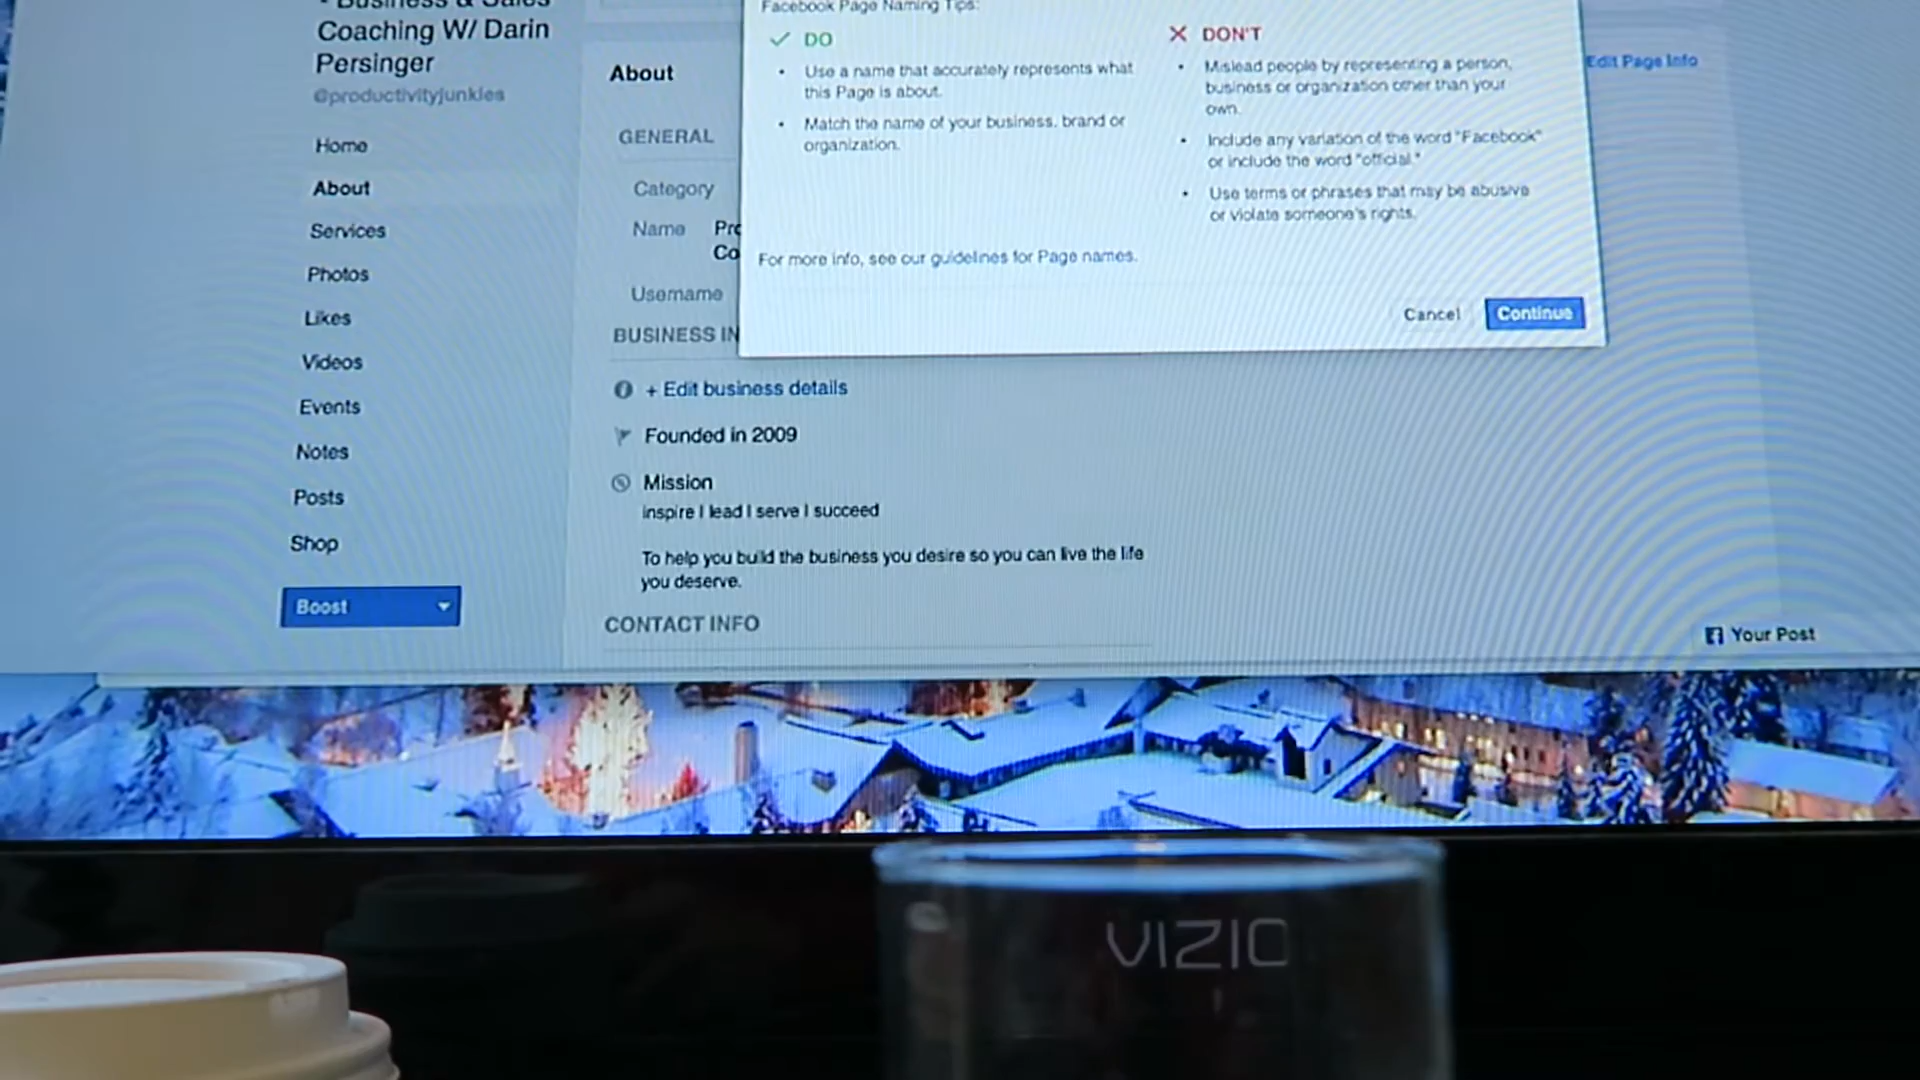 - Business & Sales
Coaching W/ Darin
Persinger
@productivityjunkies
Home
About
Services
Photos
Likes
Videos
Events
Notes
Posts
Shop
Boost
About
GENERAL
Category
Name Pro
Co
Username
BUSINESS IN
+ Edit business details
Founded in 2009
Mission
inspire I lead I serve I succeed
To help you build the business you desire so you can live the life
you deserve.
CONTACT INFO
Facebook Page Naming Tips:
DO
• Use a name that accurately represents what
this Page is about.
• Match the name of your business, brand or
organization.
DON'T
• Mislead people by representing a person,
business or organization other than your
own.
• Include any variation of the word "Facebook"
or include the word "official."
• Use terms or phrases that may be abusive
or violate someone's rights.
For more info, see our guidelines for Page names.
Cancel Continue
Edit Page Info
Your Post
VIZIO